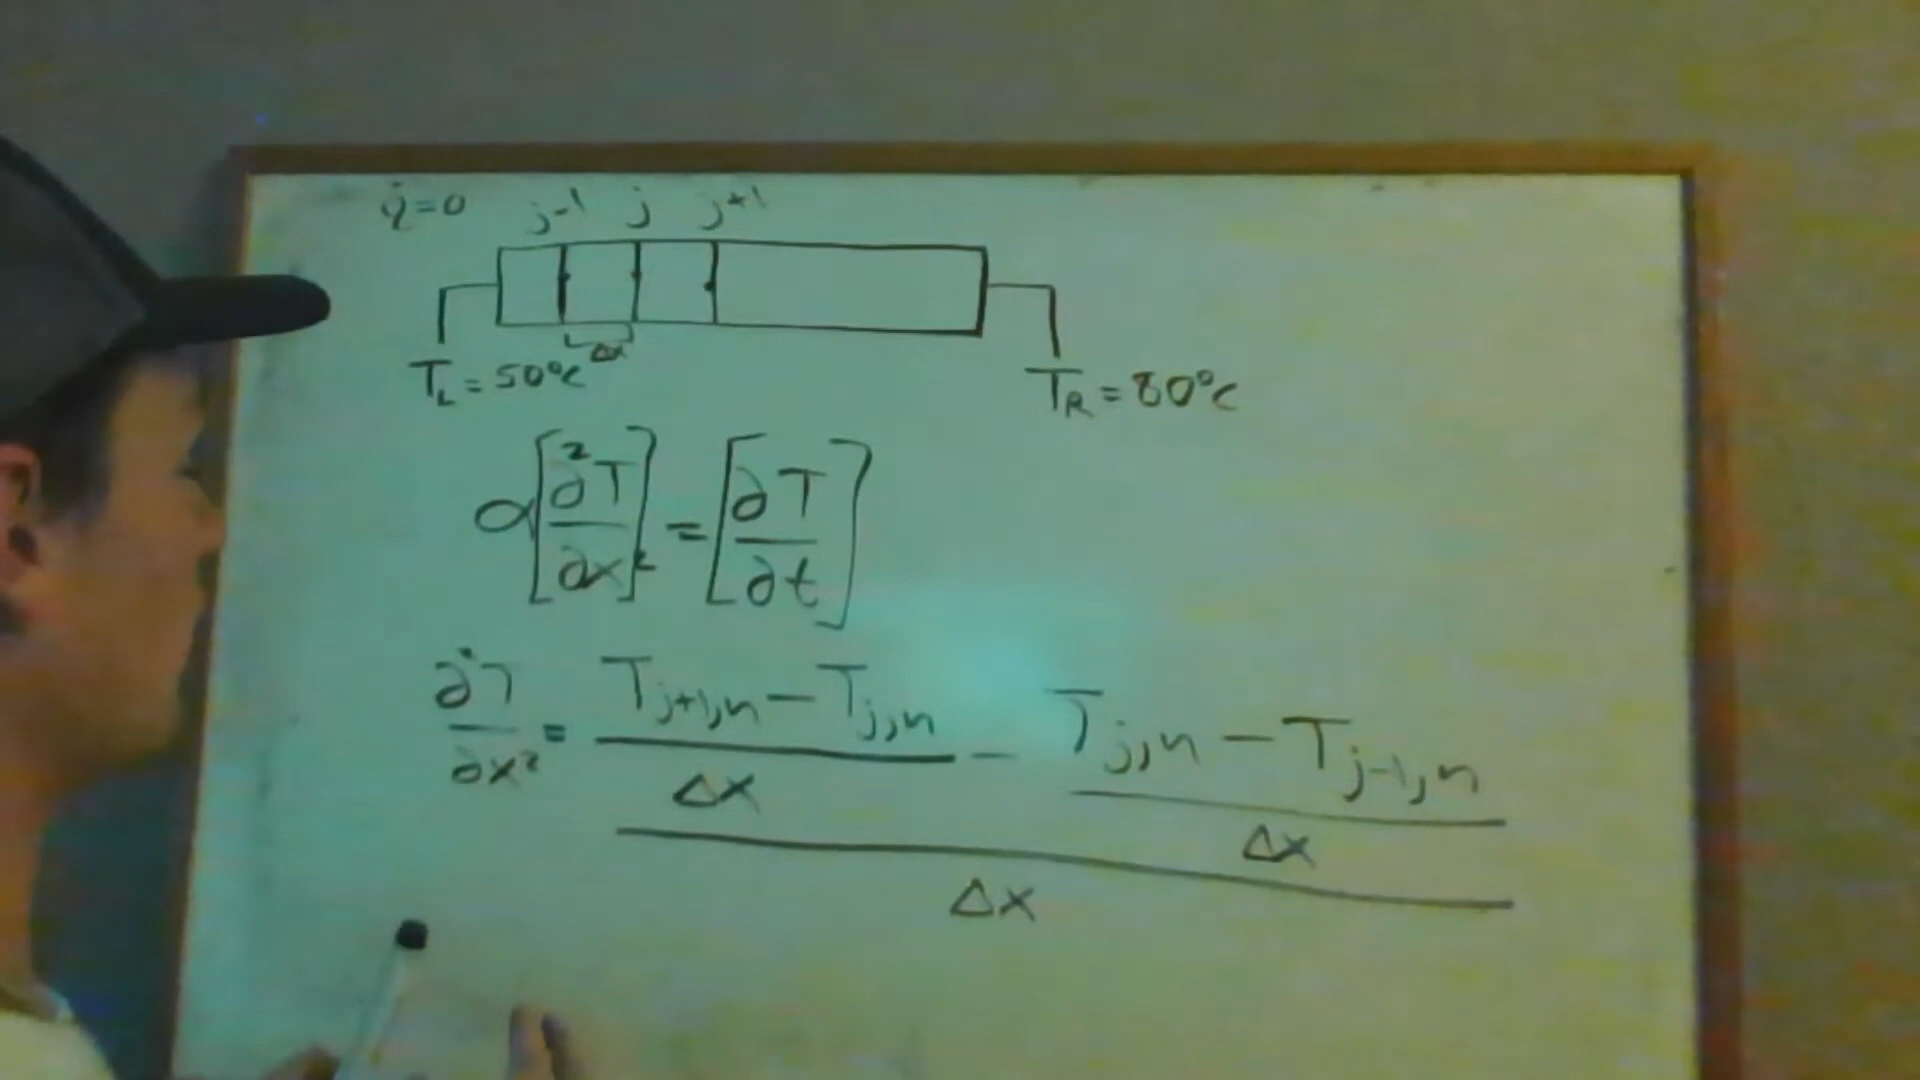 q̇=0 j-1 j j+1
Δx
T_L = 50°C T_R = 80°C
α[∂²T/∂x²] = [∂T/∂t]
∂²T/∂x² = ((T_{j+1,n} - T_{j,n})/Δx - (T_{j,n} - T_{j-1,n})/Δx)/Δx